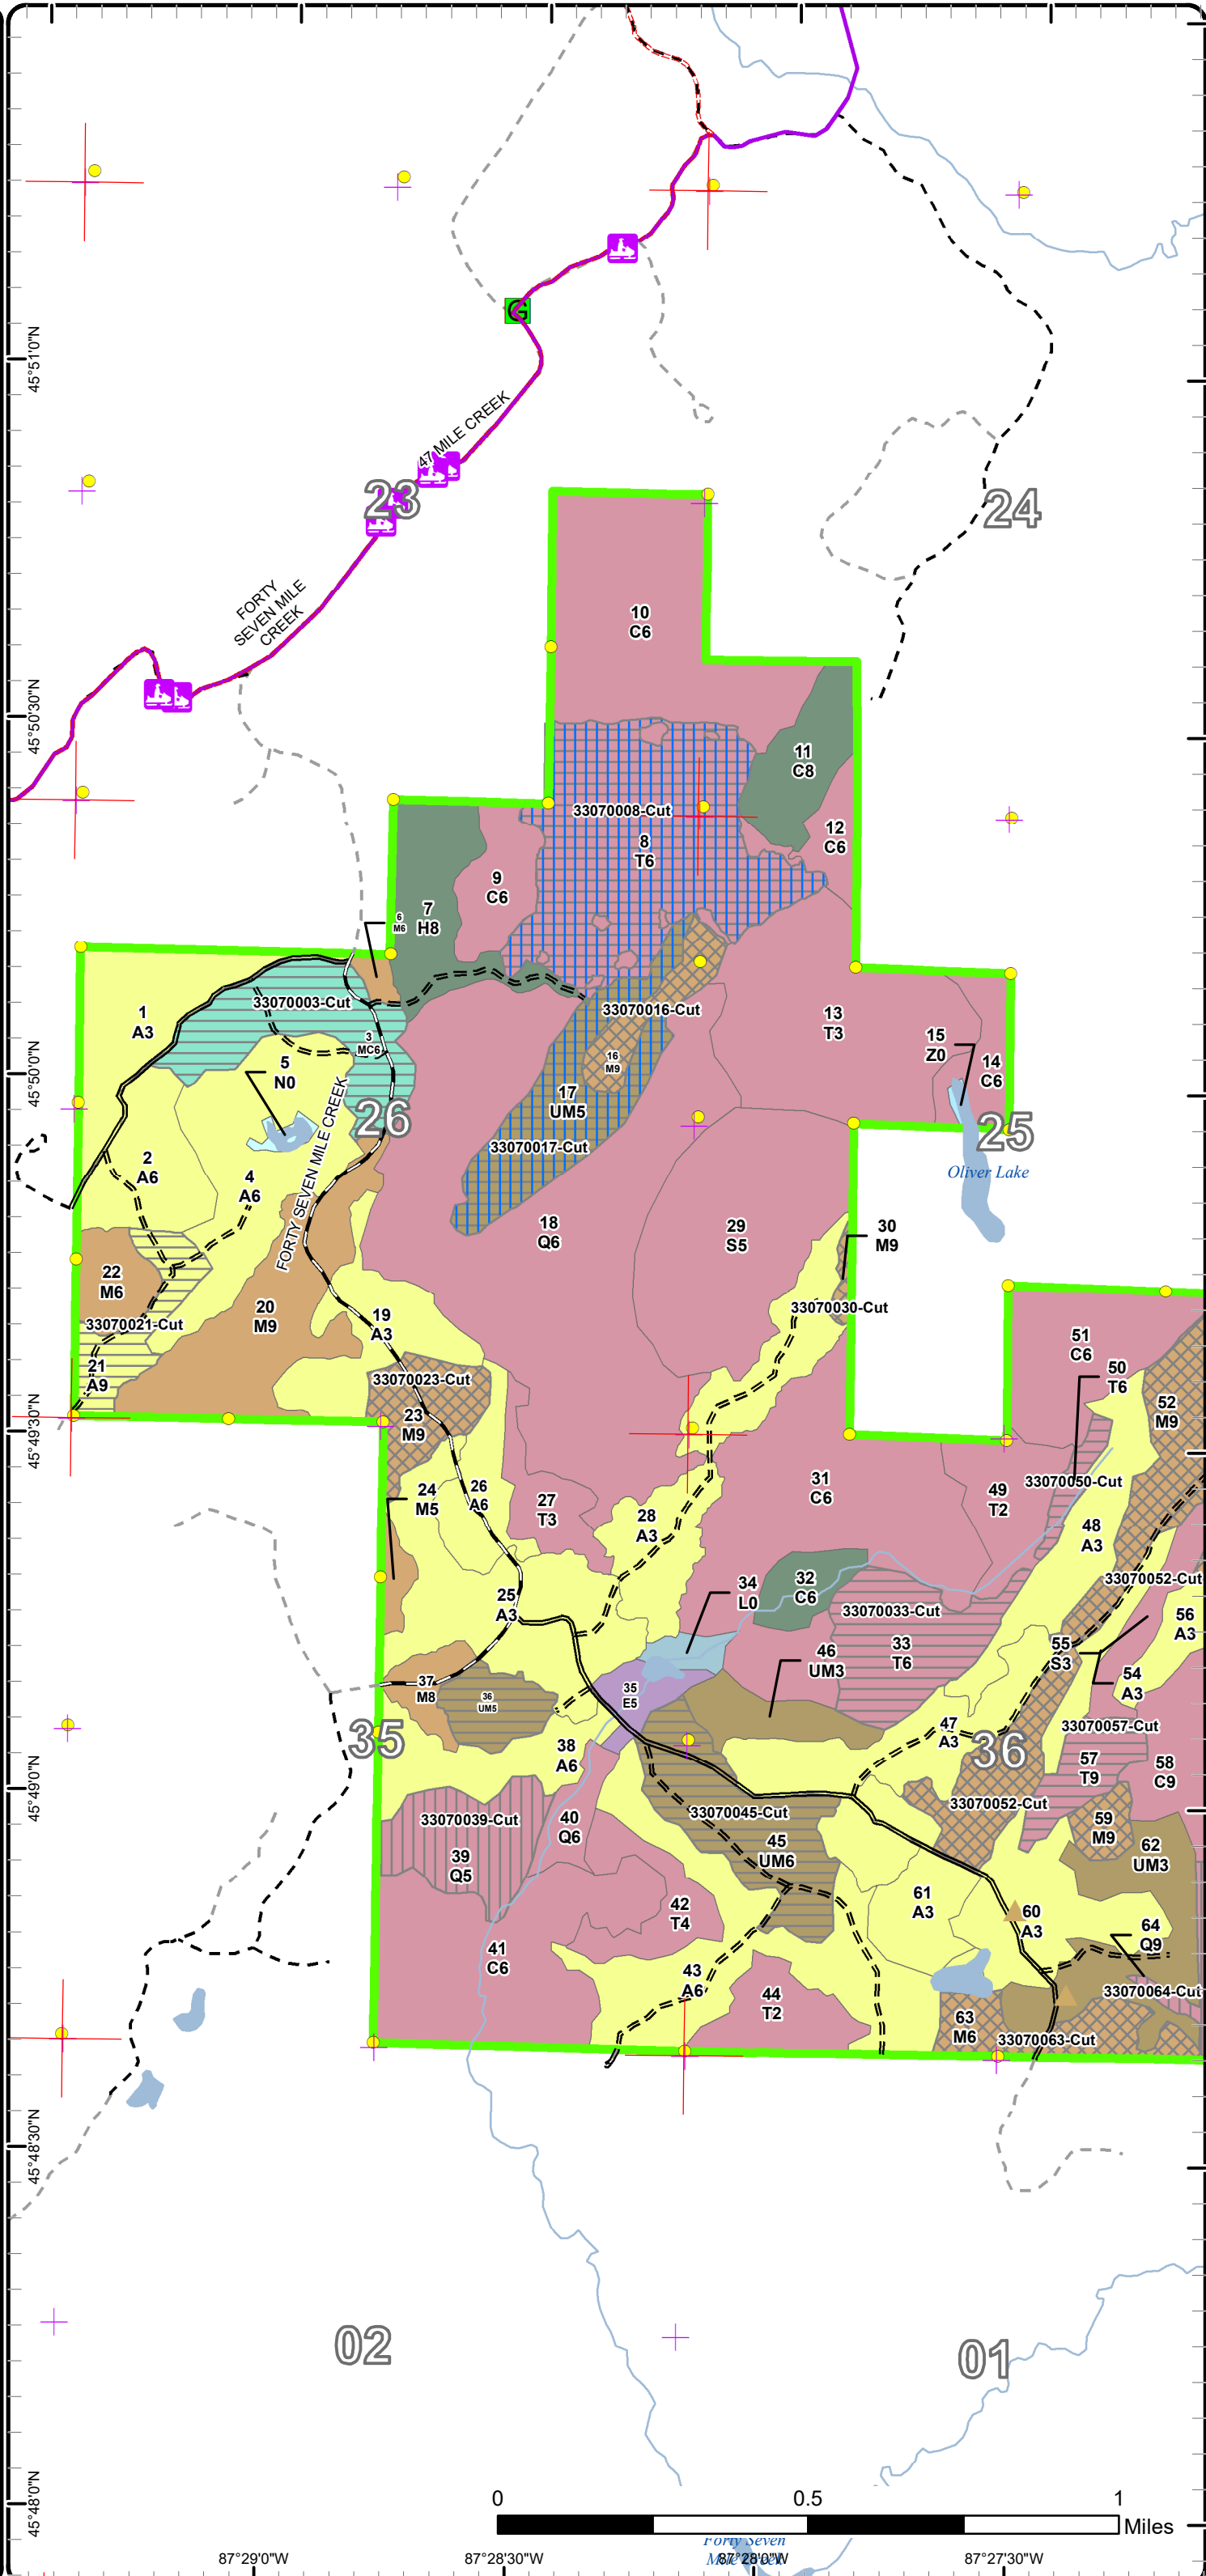 G
45°51'0"N
47 MILE CREEK
23
24
FORTY
SEVEN MILE
CREEK
10
C6
45°50'30"N
11
C8
33070008-Cut
8
T6
12
C6
9
C6
7
H8
6
M6
33070003-Cut
33070016-Cut
1
A3
3
MC6
13
T3
15
Z0
14
C6
16
M9
5
N0
45°50'0"N
17
UM5
26
25
33070017-Cut
Oliver Lake
2
A6
4
A6
FORTY SEVEN MILE CREEK
18
Q6
29
S5
30
M9
22
M6
20
M9
19
A3
33070030-Cut
33070021-Cut
21
A9
33070023-Cut
51
C6
50
T6
52
M9
23
M9
45°49'30"N
24
M5
26
A6
27
T3
28
A3
31
C6
33070050-Cut
49
T2
48
A3
33070052-Cut
25
A3
34
L0
32
C6
33070033-Cut
33
T6
56
A3
55
S3
54
A3
46
UM3
37
M8
36
UM5
35
E5
35
38
A6
47
A3
36
33070057-Cut
57
T9
58
C9
45°49'0"N
33070039-Cut
40
Q6
33070045-Cut
33070052-Cut
45
UM6
59
M9
39
Q5
62
UM3
42
T4
61
A3
60
A3
64
Q9
41
C6
43
A6
44
T2
33070064-Cut
63
M6
33070063-Cut
45°48'30"N
02
01
45°48'0"N
0
0.5
1
Miles
Forty Seven
Mile Creek
87°29'0"W
87°28'30"W
87°28'0"W
87°27'30"W